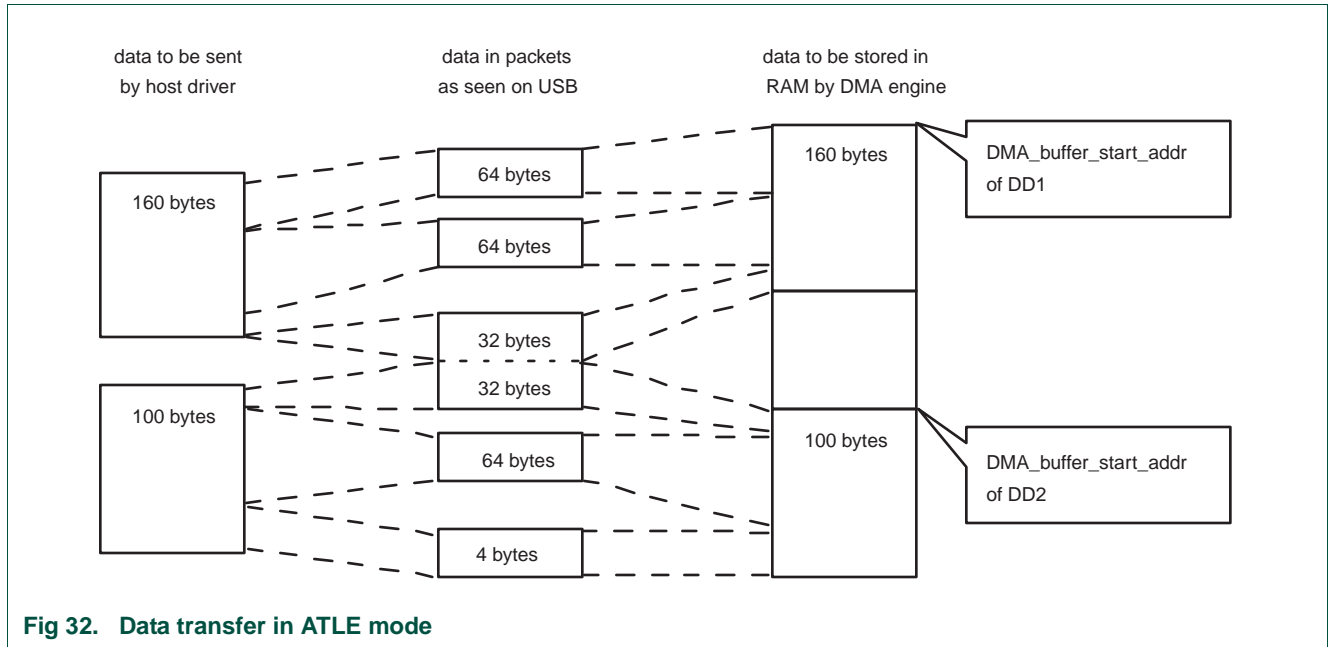 data to be sent
by host driver
data in packets
as seen on USB
data to be stored in
RAM by DMA engine
160 bytes
100 bytes
64 bytes
64 bytes
32 bytes
32 bytes
64 bytes
4 bytes
160 bytes
100 bytes
DMA_buffer_start_addr
of DD1
DMA_buffer_start_addr
of DD2
Fig 32. Data transfer in ATLE mode